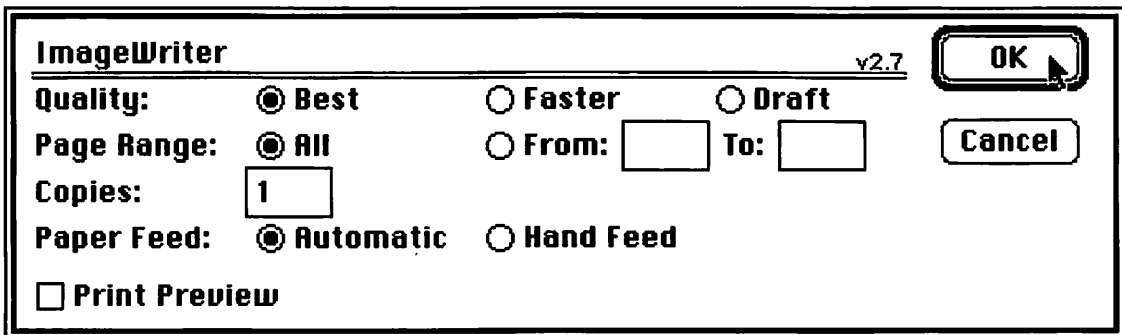 ImageWriter v2.7 OK
Quality: Best Faster Draft
Page Range: All From: To: Cancel
Copies: 1
Paper Feed: Automatic Hand Feed
Print Preview